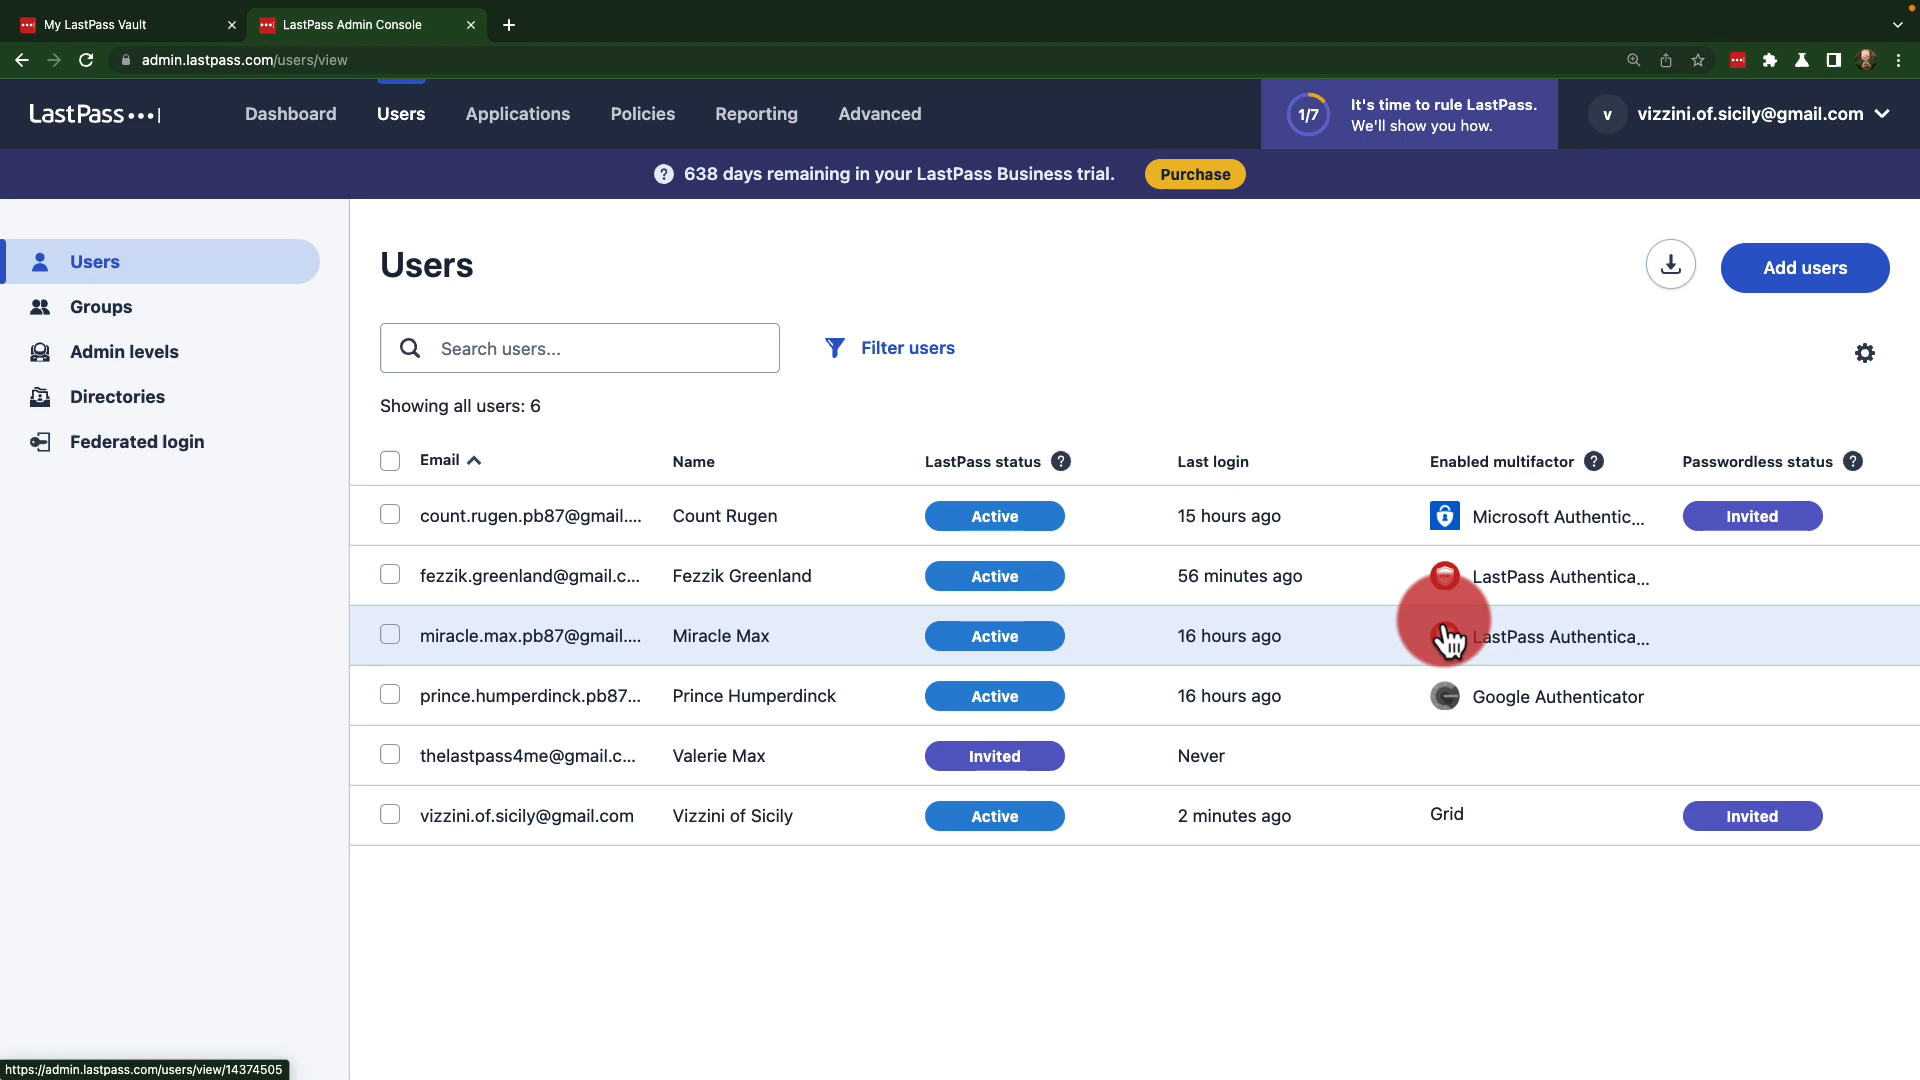 My LastPass Vault
LastPass Admin Console
admin.lastpass.com/users/view
LastPass
Dashboard
Users
Applications
Policies
Reporting
Advanced
1/7
It's time to rule LastPass.
We'll show you how.
v
vizzini.of.sicily@gmail.com
? 638 days remaining in your LastPass Business trial.
Purchase
Users
Groups
Admin levels
Directories
Federated login
Users
Add users
Search users...
Filter users
Showing all users: 6
Email Name LastPass status ? Last login Enabled multifactor ? Passwordless status ?
count.rugen.pb87@gmail.... Count Rugen Active 15 hours ago Microsoft Authentic... Invited
fezzik.greenland@gmail.c... Fezzik Greenland Active 56 minutes ago LastPass Authentica...
miracle.max.pb87@gmail.... Miracle Max Active 16 hours ago LastPass Authentica...
prince.humperdinck.pb87... Prince Humperdinck Active 16 hours ago Google Authenticator
thelastpass4me@gmail.c... Valerie Max Invited Never
vizzini.of.sicily@gmail.com Vizzini of Sicily Active 2 minutes ago Grid Invited
https://admin.lastpass.com/users/view/14374505